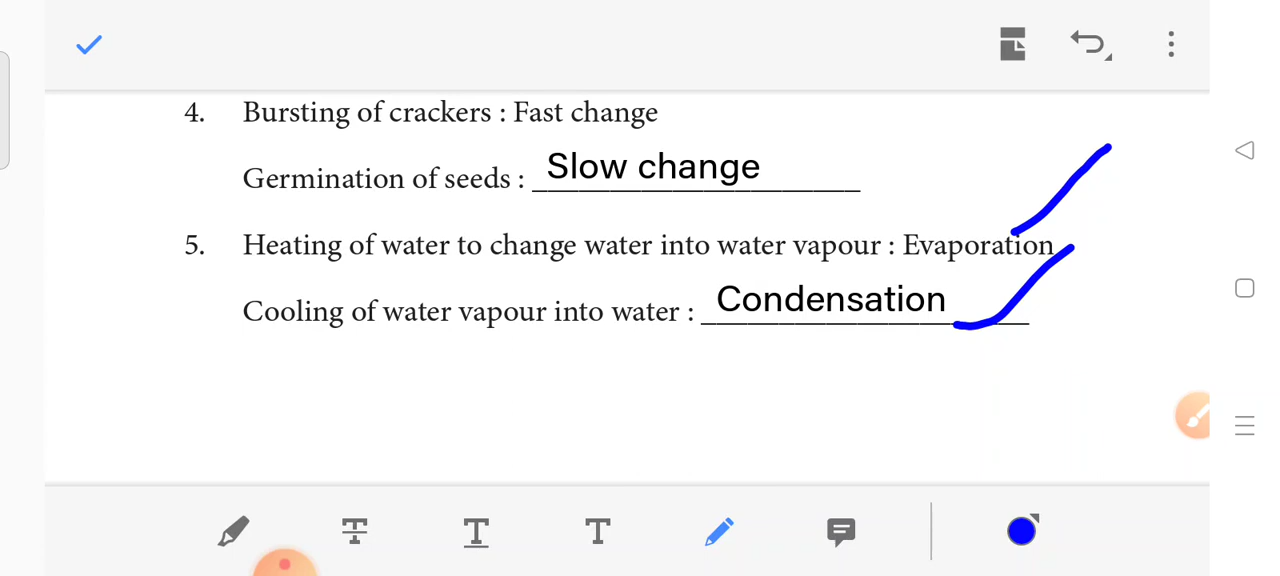 4. Bursting of crackers : Fast change
Germination of seeds : Slow change
5. Heating of water to change water into water vapour : Evaporation
Cooling of water vapour into water : Condensation